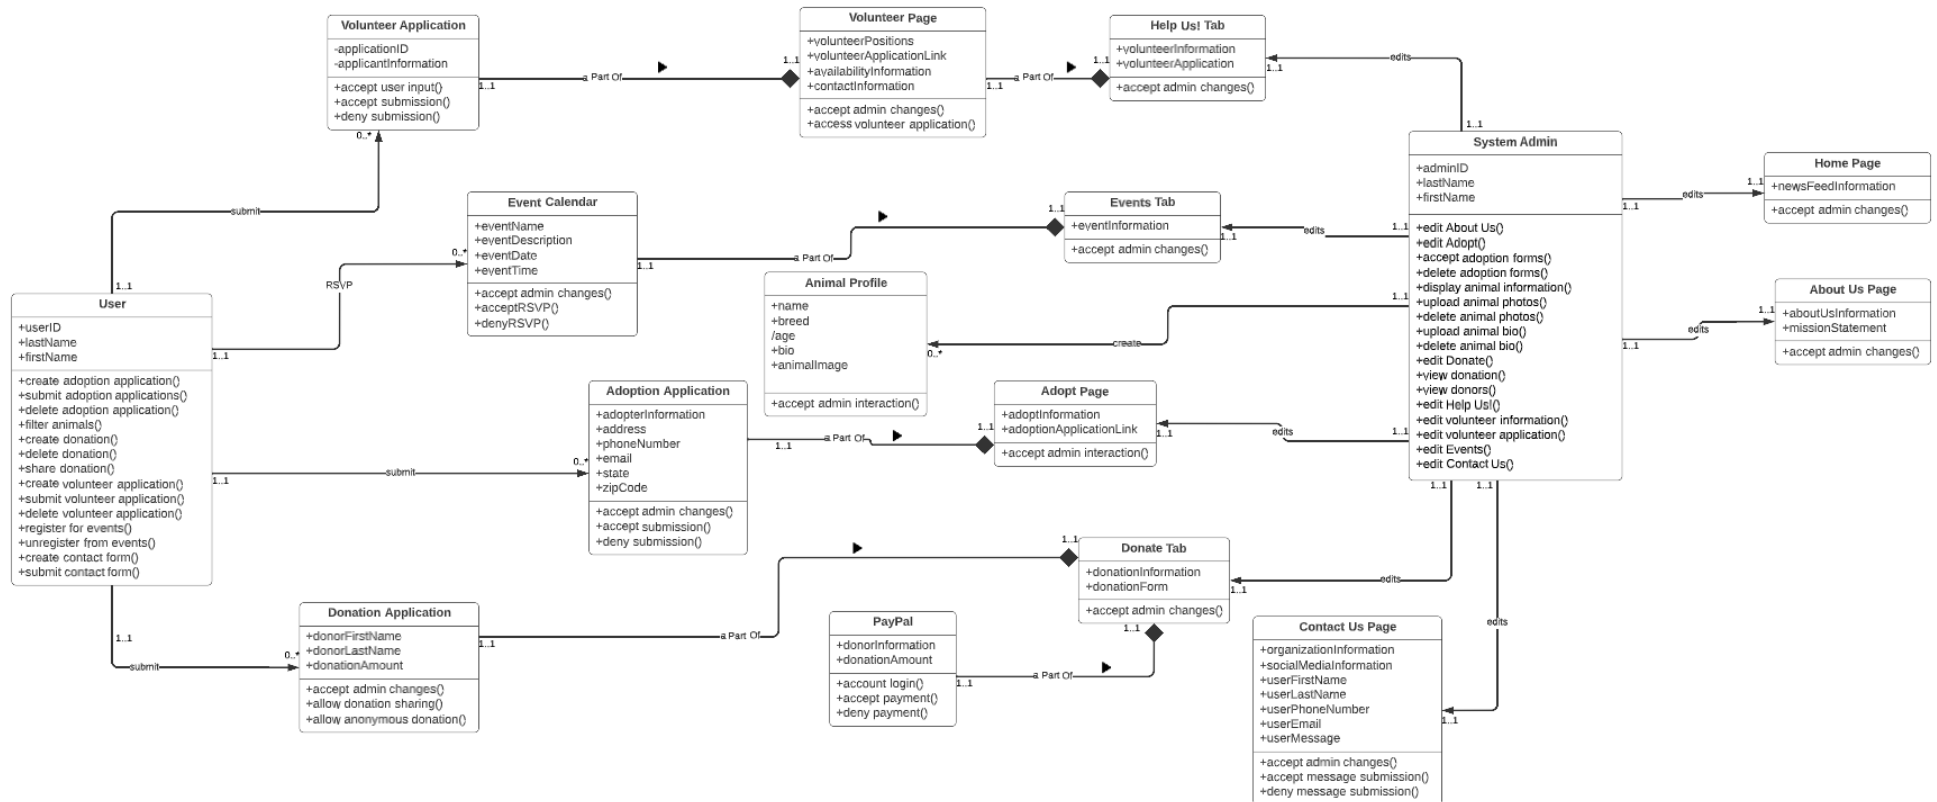 Volunteer Application
-applicationID
-applicantInformation
+accept user input()
+accept submission()
+deny submission()
0..*
1..1
a Part Of
1..1
Volunteer Page
+volunteerPositions
+volunteerApplicationLink
+availabilityInformation
+contactInformation
+accept admin changes()
+access volunteer application()
1..1
a Part Of
1..1
Help Us! Tab
+volunteerInformation
+volunteerApplication
+accept admin changes()
1..1
edits
1..1
System Admin
+adminID
+lastName
+firstName
+edit About Us()
+edit Adopt()
+accept adoption forms()
+delete adoption forms()
+display animal information()
+upload animal photos()
+delete animal photos()
+upload animal bio()
+delete animal bio()
+edit Donate()
+view donation()
+view donors()
+edit Help Us!()
+edit volunteer information()
+edit volunteer application()
+edit Events()
+edit Contact Us()
1..1
edits
1..1
Home Page
+newsFeedInformation
+accept admin changes()
1..1
edits
1..1
About Us Page
+aboutUsInformation
+missionStatement
+accept admin changes()
submit
1..1
Event Calendar
+eventName
+eventDescription
+eventDate
+eventTime
+accept admin changes()
+acceptRSVP()
+denyRSVP()
0..*
RSVP
1..1
1..1
a Part Of
1..1
Events Tab
+eventInformation
+accept admin changes()
1..1
edits
1..1
Animal Profile
+name
+breed
/age
+bio
+animalImage
+accept admin interaction()
0..*
create
1..1
User
+userID
+lastName
+firstName
+create adoption application()
+submit adoption applications()
+delete adoption application()
+filter animals()
+create donation()
+delete donation()
+share donation()
+create volunteer application()
+submit volunteer application()
+delete volunteer application()
+register for events()
+unregister from events()
+create contact form()
+submit contact form()
1..1
submit
0..*
Adoption Application
+adopterInformation
+address
+phoneNumber
+email
+state
+zipCode
+accept admin changes()
+accept submission()
+deny submission()
1..1
a Part Of
1..1
Adopt Page
+adoptInformation
+adoptionApplicationLink
+accept admin interaction()
1..1
edits
1..1
1..1
submit
0..*
Donation Application
+donorFirstName
+donorLastName
+donationAmount
+accept admin changes()
+allow donation sharing()
+allow anonymous donation()
1..1
a Part Of
1..1
Donate Tab
+donationInformation
+donationForm
+accept admin changes()
1..1
edits
1..1
1..1
PayPal
+donorInformation
+donationAmount
+account login()
+accept payment()
+deny payment()
1..1
a Part Of
1..1
edits
Contact Us Page
+organizationInformation
+socialMediaInformation
+userFirstName
+userLastName
+userPhoneNumber
+userEmail
+userMessage
+accept admin changes()
+accept message submission()
+deny message submission()
1..1